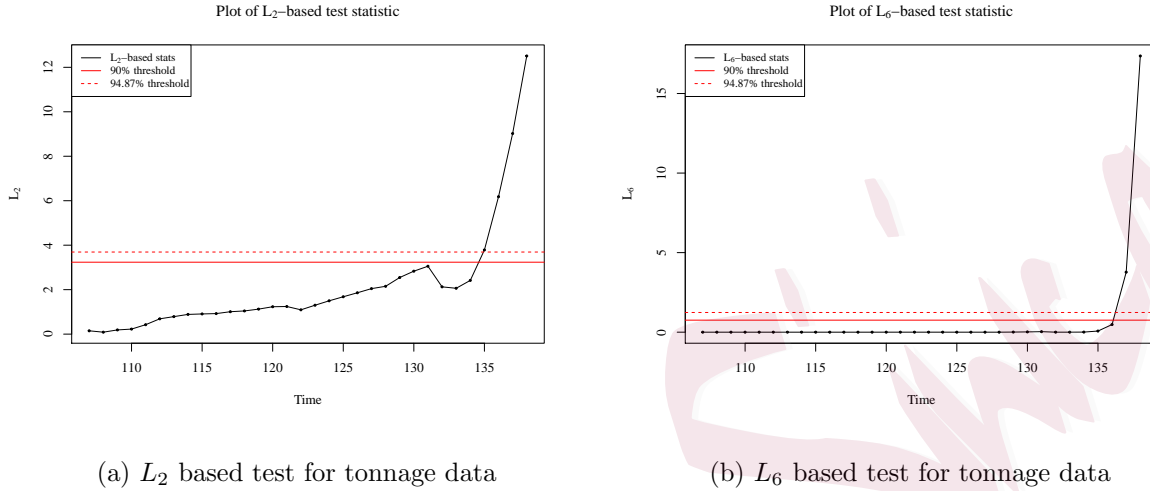 Plot of L2−based test statistic
L2−based stats
90% threshold
94.87% threshold
12
10
8
6
4
2
0
L2
110 115 120 125 130 135
Time
(a) L2 based test for tonnage data
Plot of L6−based test statistic
L6−based stats
90% threshold
94.87% threshold
15
10
5
0
L6
110 115 120 125 130 135
Time
(b) L6 based test for tonnage data